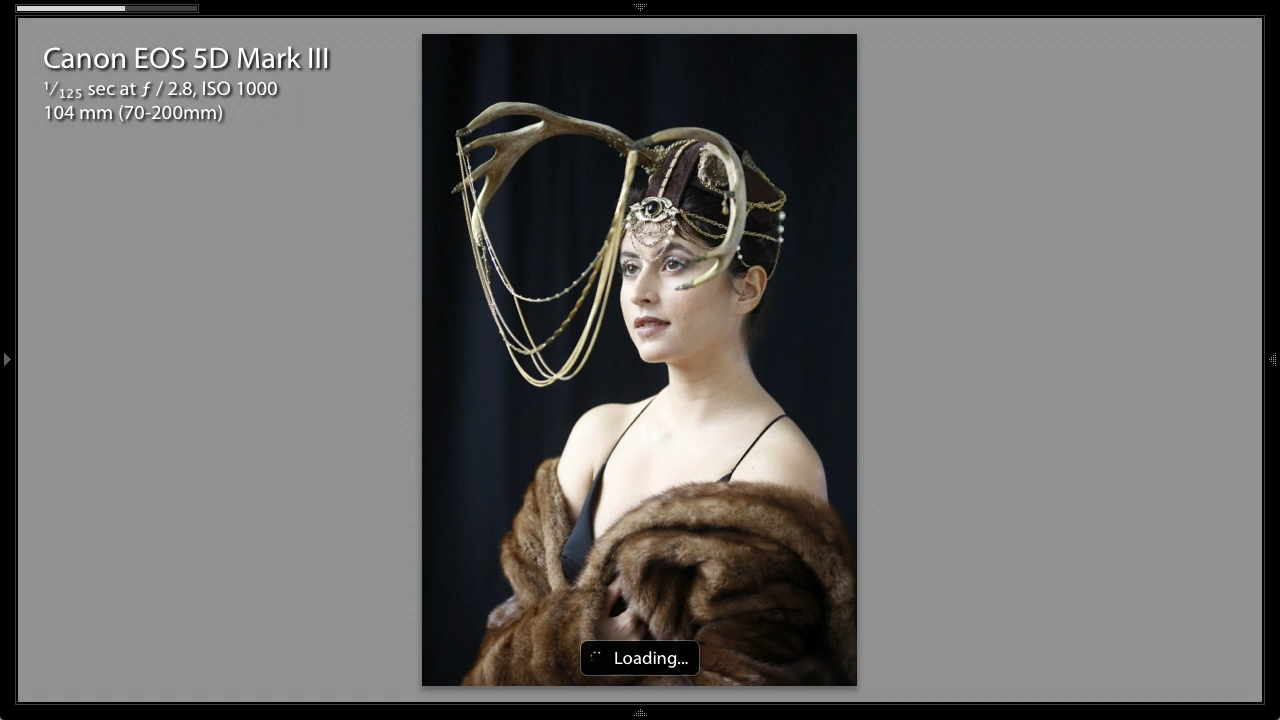 Canon EOS 5D Mark III
1/125 sec at ƒ / 2.8, ISO 1000
104 mm (70-200mm)
Loading...